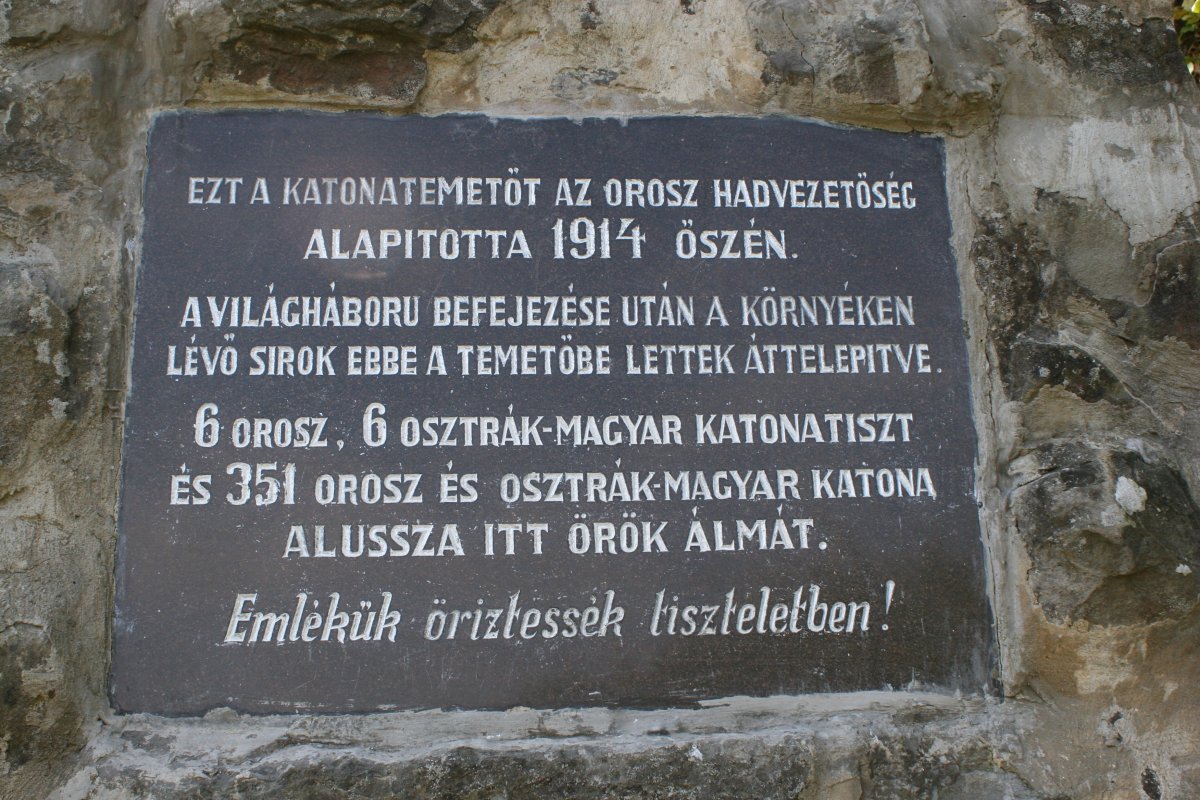 EZT A KATONATEMETŐT AZ OROSZ HADVEZETŐSÉG
ALAPITOTTA 1914 ŐSZÉN.
A VILÁGHÁBORU BEFEJEZÉSE UTÁN A KÖRNYÉKEN
LÉVŐ SIROK EBBE A TEMETŐBE LETTEK ÁTTELEPITVE.
6 OROSZ, 6 OSZTRÁK-MAGYAR KATONATISZT
ÉS 351 OROSZ ÉS OSZTRÁK-MAGYAR KATONA
ALUSSZA ITT ÖRÖK ÁLMÁT.
Emlékük öriztessék tiszteletben!